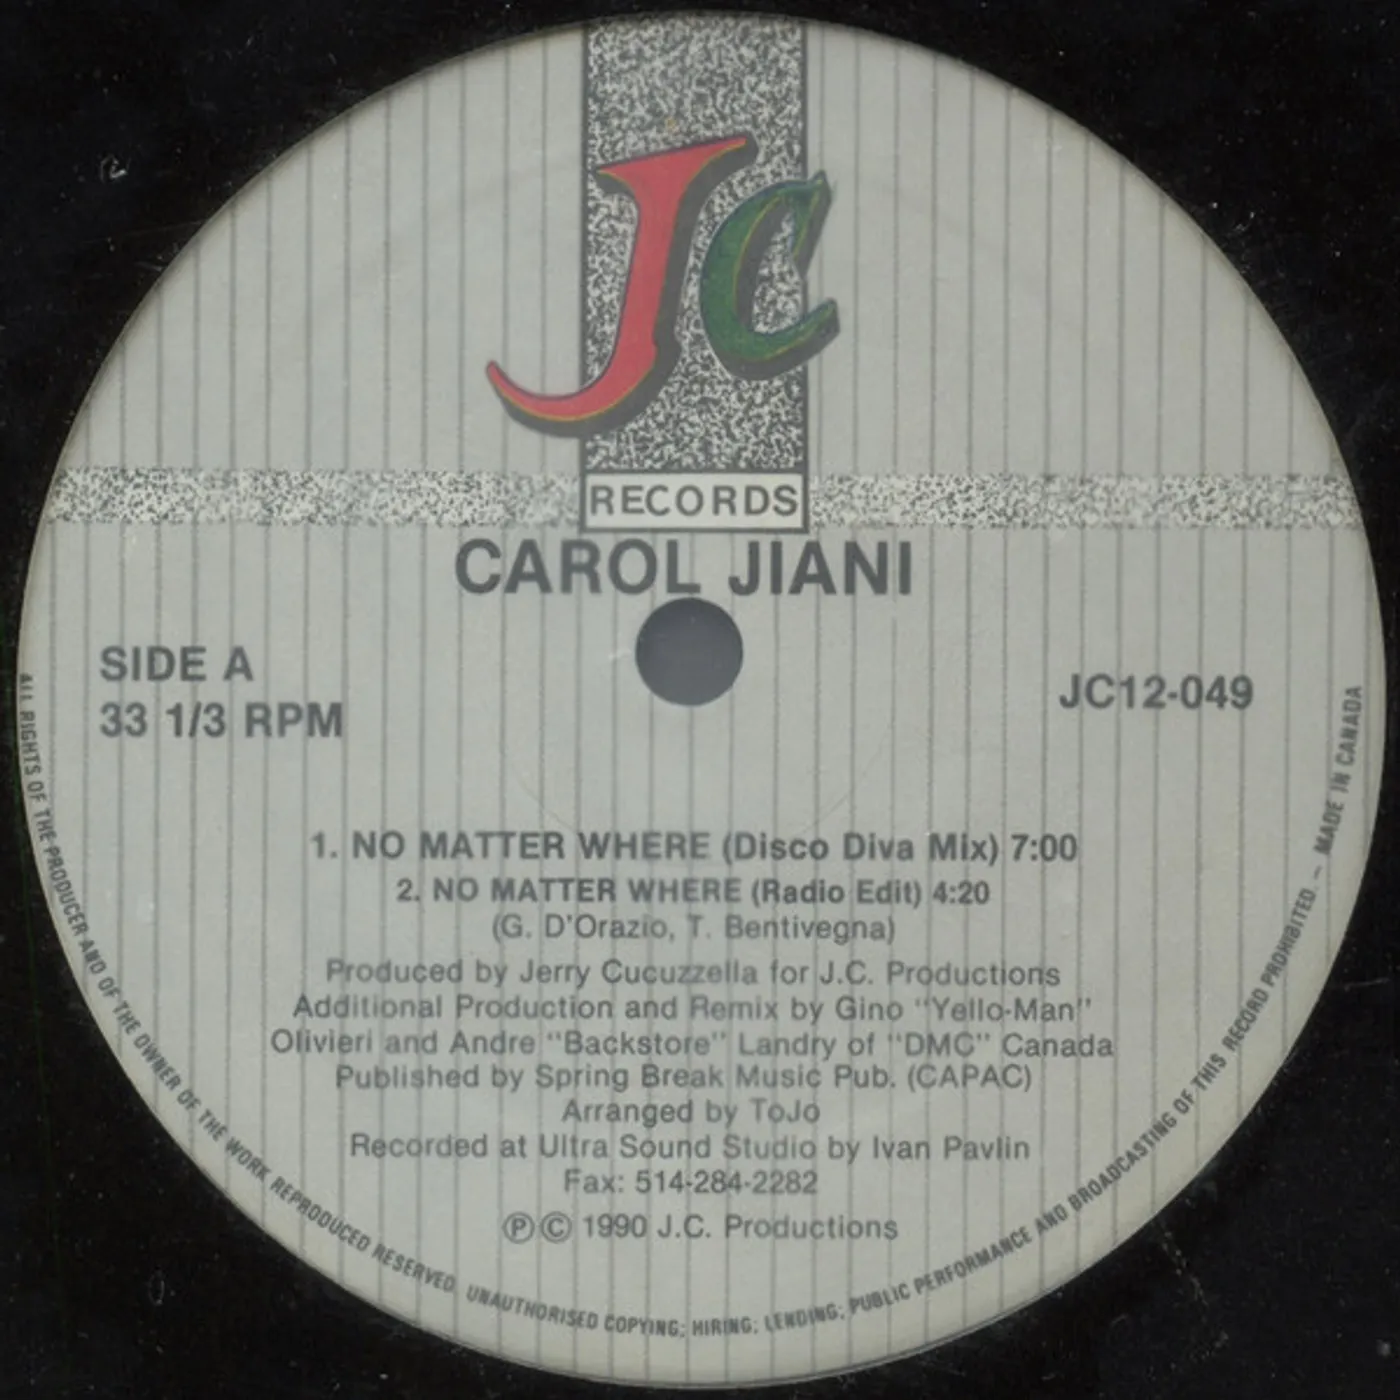 JC
RECORDS
CAROL JIANI
SIDE A
33 1/3 RPM
JC12-049
1. NO MATTER WHERE (Disco Diva Mix) 7:00
2. NO MATTER WHERE (Radio Edit) 4:20
(G. D'Orazio, T. Bentivegna)
Produced by Jerry Cucuzzella for J.C. Productions
Additional Production and Remix by Gino "Yello-Man"
Olivieri and Andre "Backstore" Landry of "DMC" Canada
Published by Spring Break Music Pub. (CAPAC)
Arranged by ToJo
Recorded at Ultra Sound Studio by Ivan Pavlin
Fax: 514-284-2282
ⓅⒸ 1990 J.C. Productions
ALL RIGHTS OF THE PRODUCER AND OF THE OWNER OF THE WORK REPRODUCED RESERVED. UNAUTHORISED COPYING; HIRING; LENDING; PUBLIC PERFORMANCE AND BROADCASTING OF THIS RECORD PROHIBITED. – MADE IN CANADA